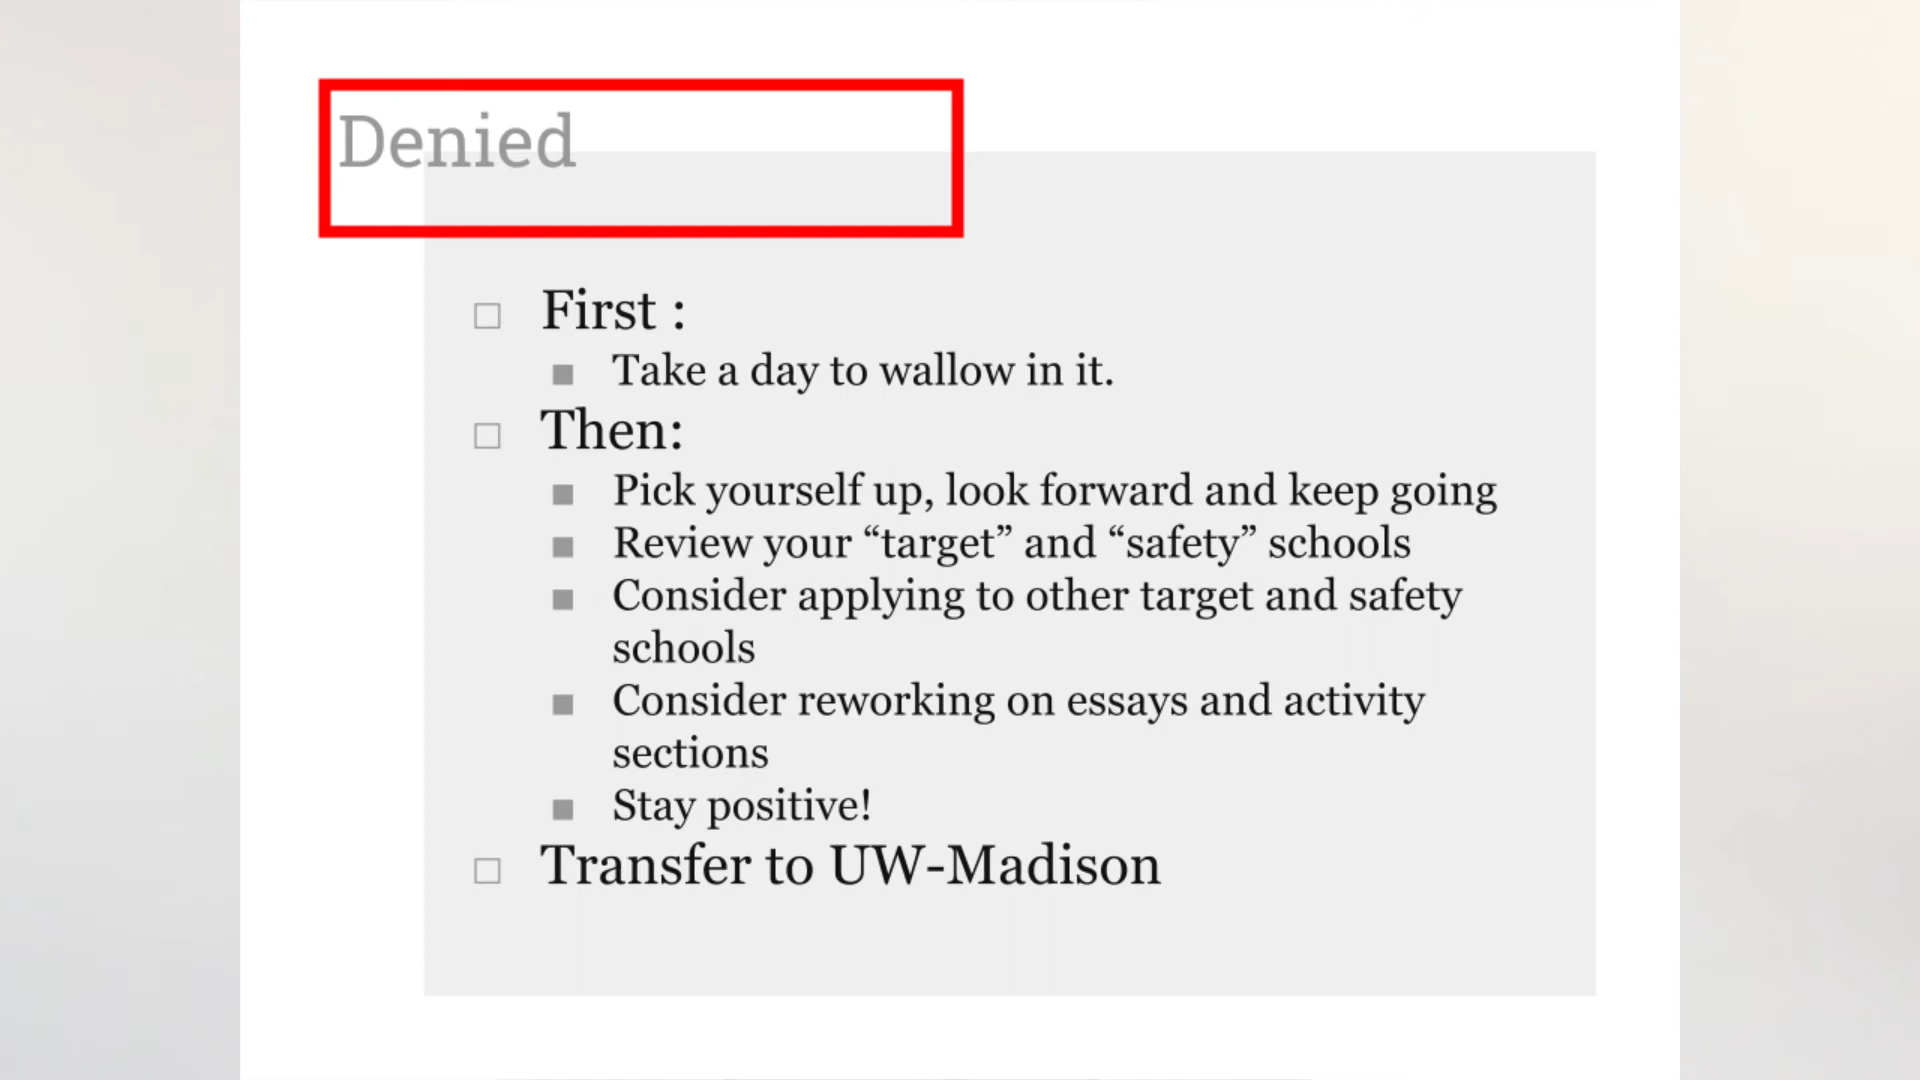 Denied
First :
Take a day to wallow in it.
Then:
Pick yourself up, look forward and keep going
Review your “target” and “safety” schools
Consider applying to other target and safety
schools
Consider reworking on essays and activity
sections
Stay positive!
Transfer to UW-Madison